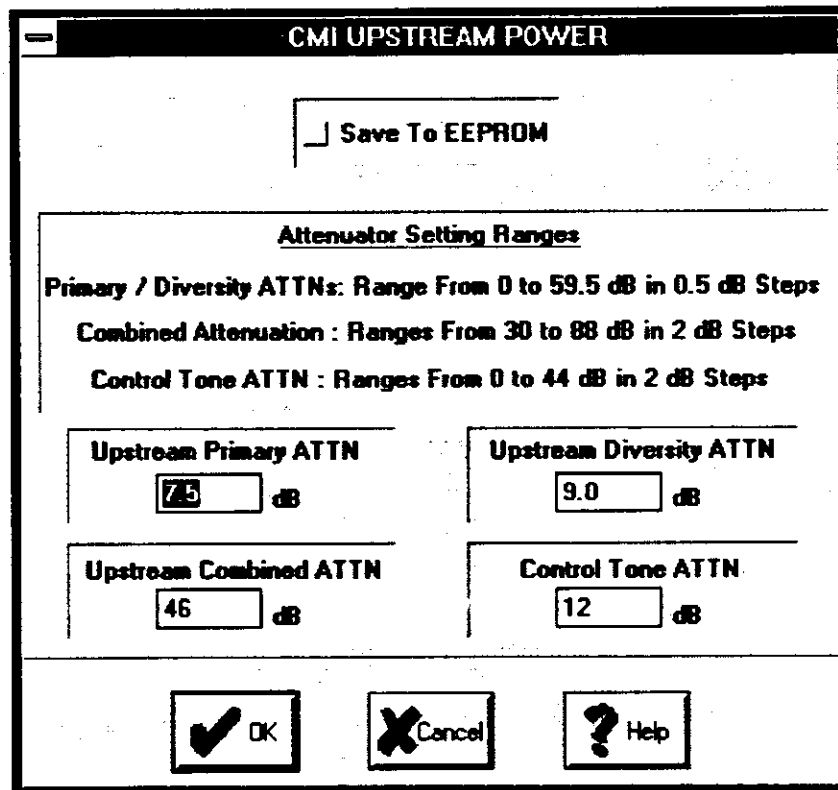 CMI UPSTREAM POWER
Save To EEPROM
Attenuator Setting Ranges
Primary / Diversity ATTNs: Range From 0 to 59.5 dB in 0.5 dB Steps
Combined Attenuation : Ranges From 30 to 88 dB in 2 dB Steps
Control Tone ATTN : Ranges From 0 to 44 dB in 2 dB Steps
Upstream Primary ATTN
7.5 dB
Upstream Diversity ATTN
9.0 dB
Upstream Combined ATTN
46 dB
Control Tone ATTN
12 dB
OK
Cancel
Help